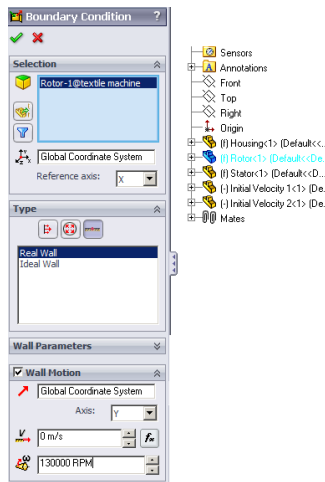 Boundary Condition ?
Selection
Rotor-1@textile machine
Global Coordinate System
Reference axis: X
Type
Real Wall
Ideal Wall
Wall Parameters
Wall Motion
Global Coordinate System
Axis: Y
0 m/s
130000 RPM
Sensors
Annotations
Front
Top
Right
Origin
(f) Housing<1> (Default<<...
(f) Rotor<1> (Default<<De...
(f) Stator<1> (Default<<D...
(-) Initial Velocity 1<1> (De...
(-) Initial Velocity 2<1> (De...
Mates